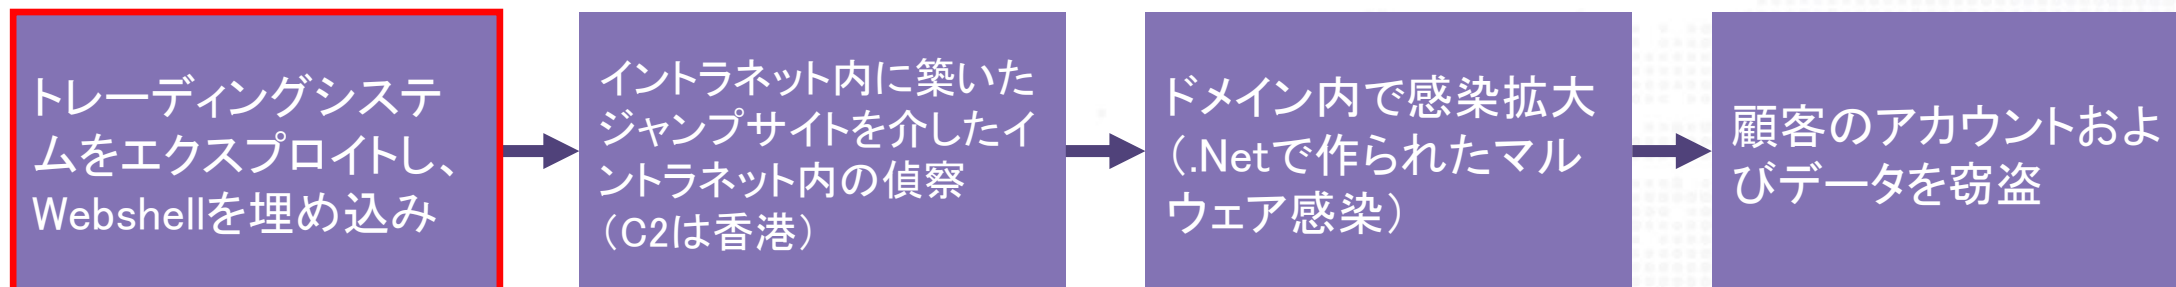 トレーディングシステ
ムをエクスプロイトし、
Webshellを埋め込み
イントラネット内に築いた
ジャンプサイトを介したイ
ントラネット内の偵察
（C2は香港）
ドメイン内で感染拡大
（.Netで作られたマル
ウェア感染）
顧客のアカウントおよ
びデータを窃盗